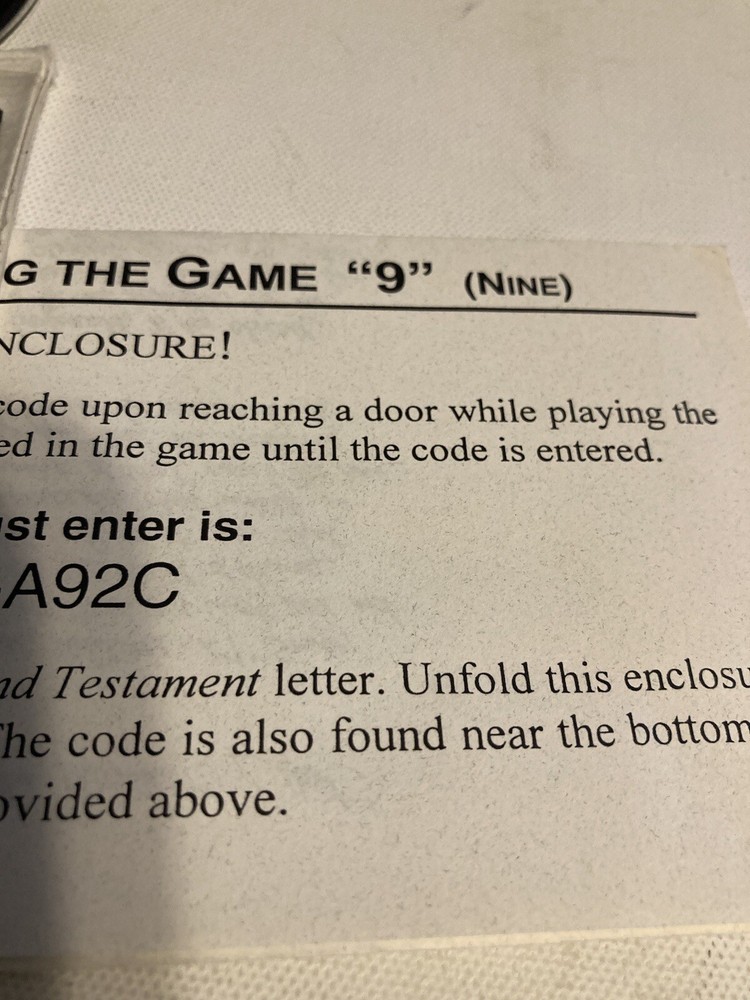 G THE GAME “9” (NINE)
NCLOSURE!
code upon reaching a door while playing the
ed in the game until the code is entered.
st enter is:
A92C
nd Testament letter. Unfold this enclosu
The code is also found near the bottom
ovided above.